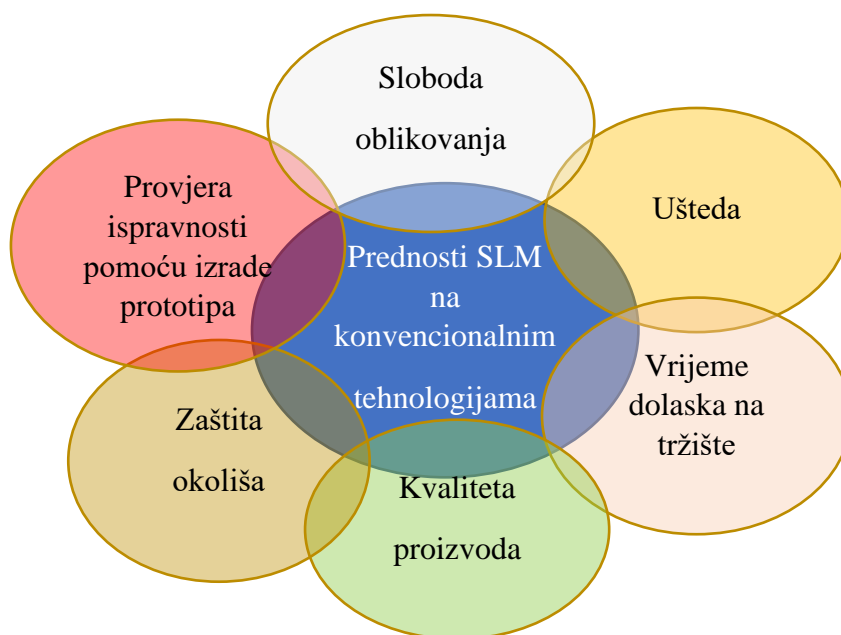 Sloboda
oblikovanja
Provjera
ispravnosti
pomoću izrade
prototipa
Ušteda
Prednosti SLM
na
konvencionalnim
tehnologijama
Vrijeme
dolaska na
tržište
Zaštita
okoliša
Kvaliteta
proizvoda